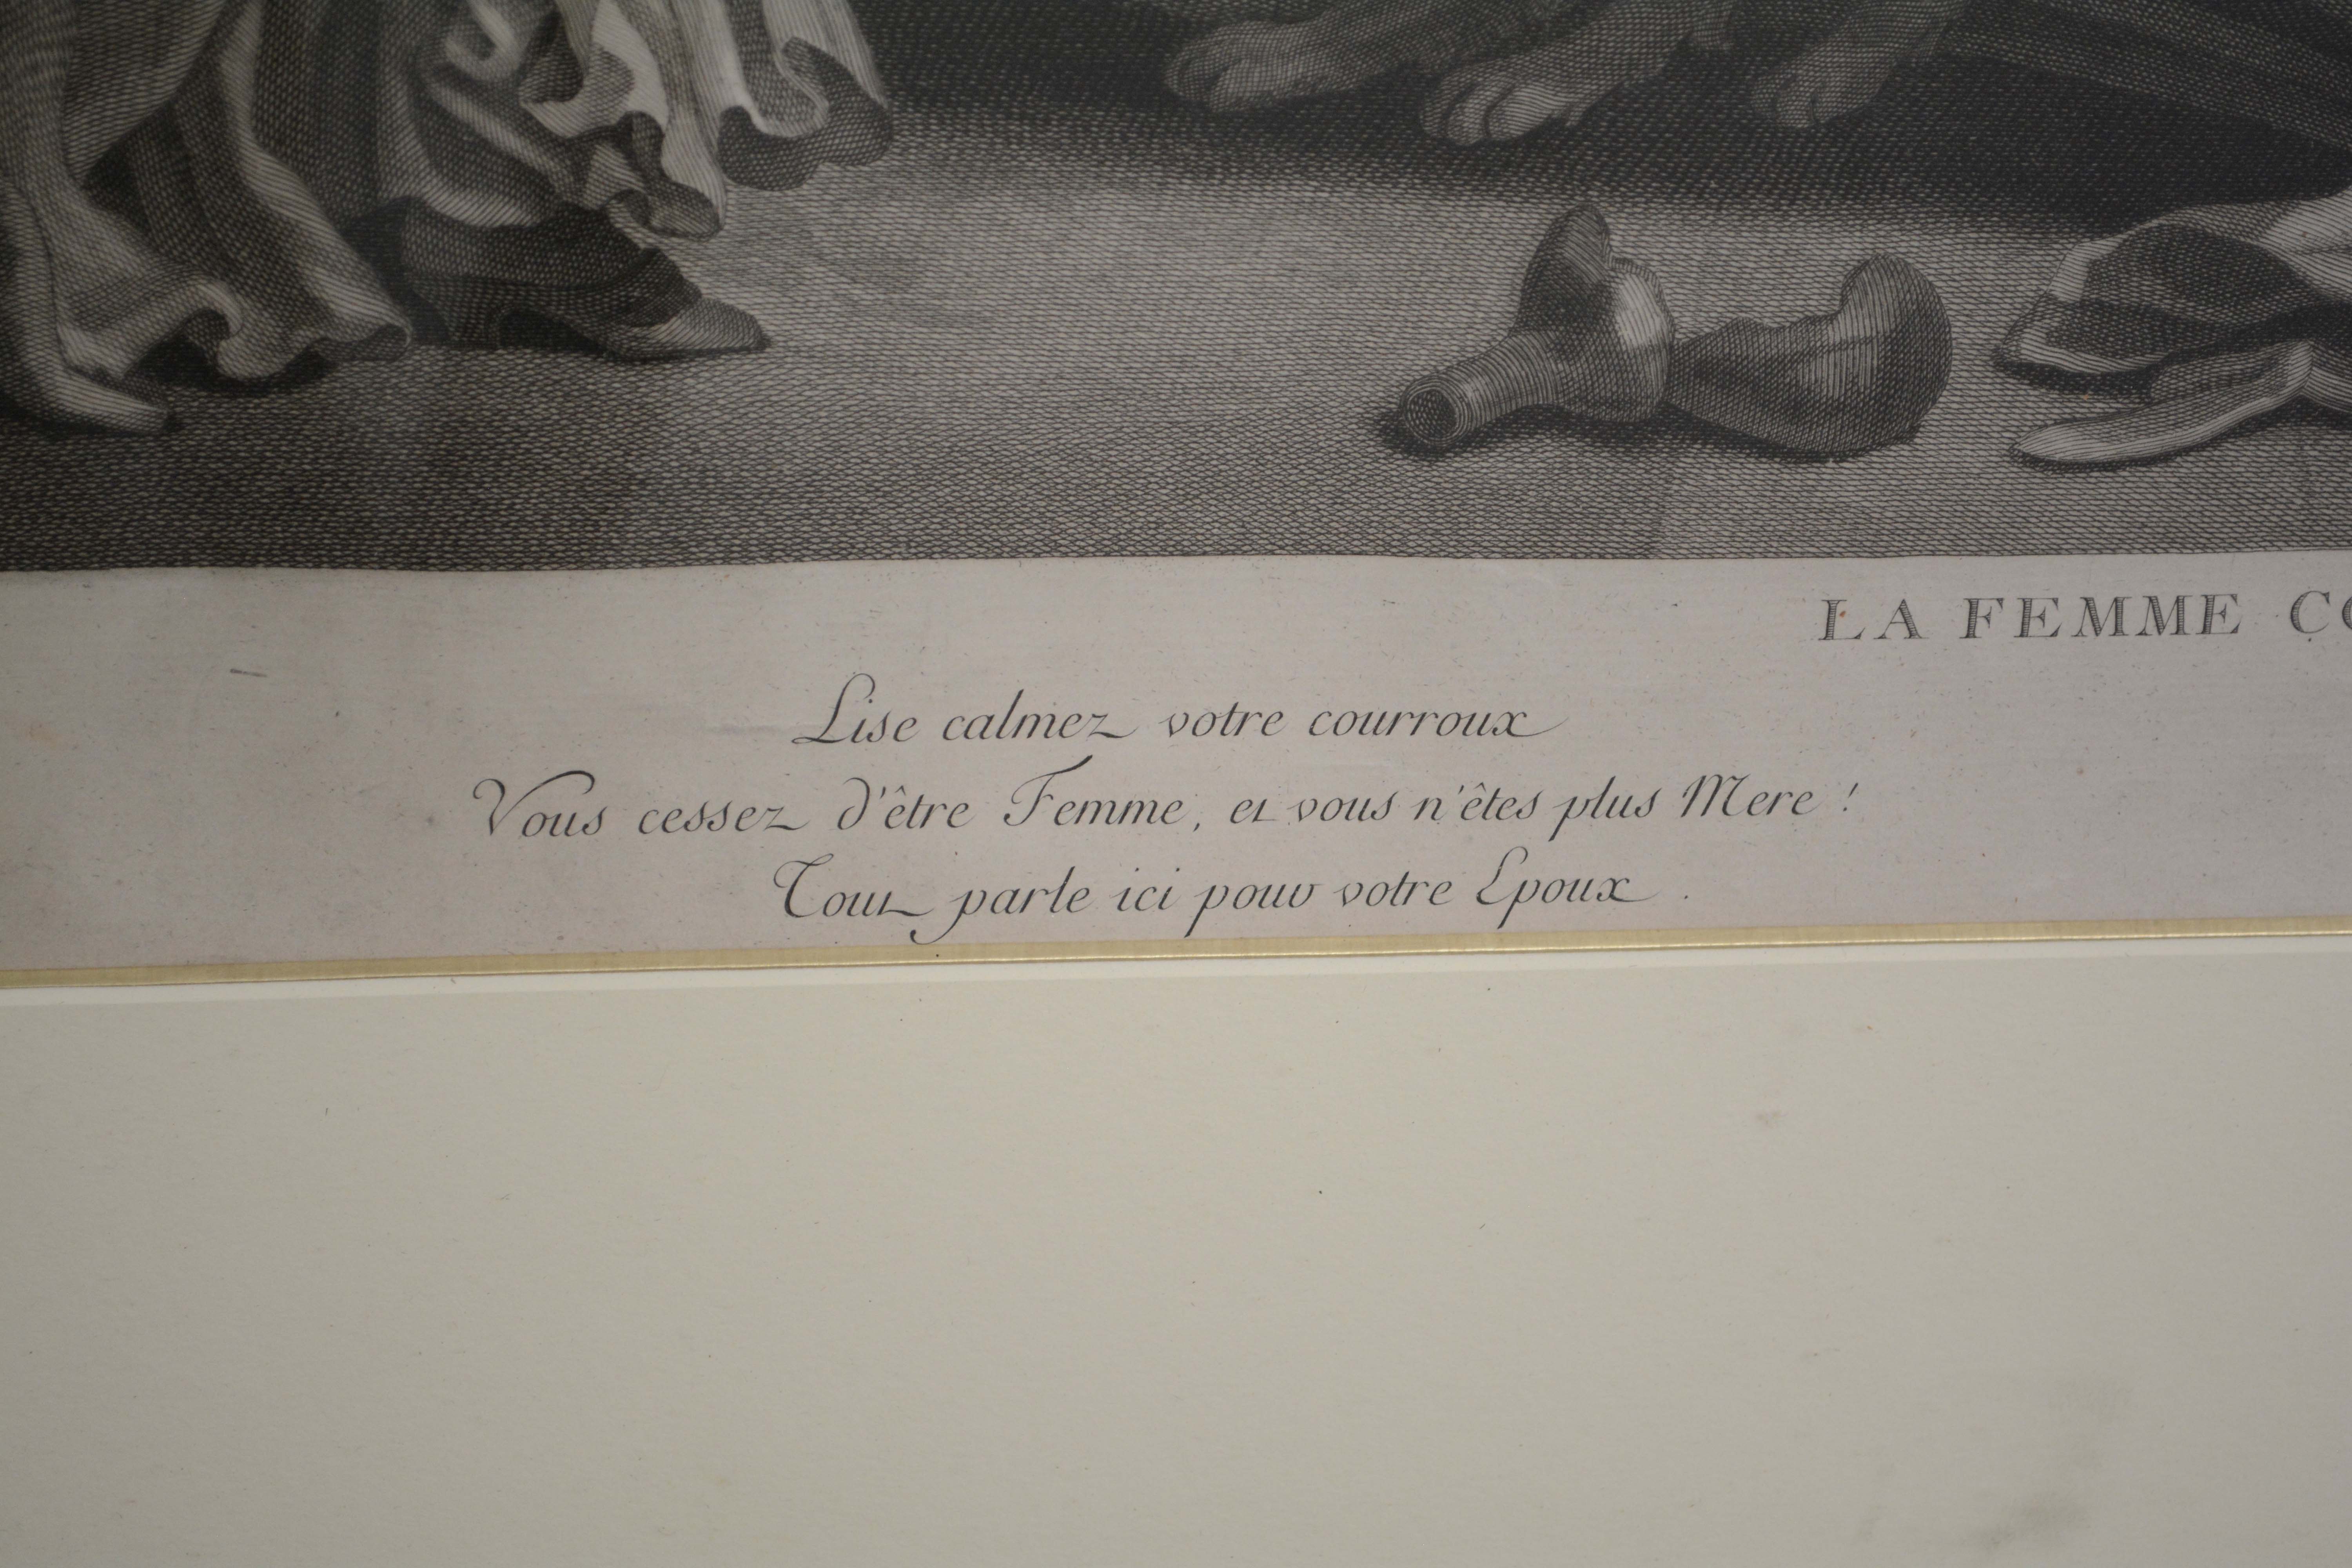 LA FEMME CO
Lise calmez votre courroux
Vous cessez d'être Femme, et vous n'êtes plus Mere !
Tout parle ici pour votre Epoux.